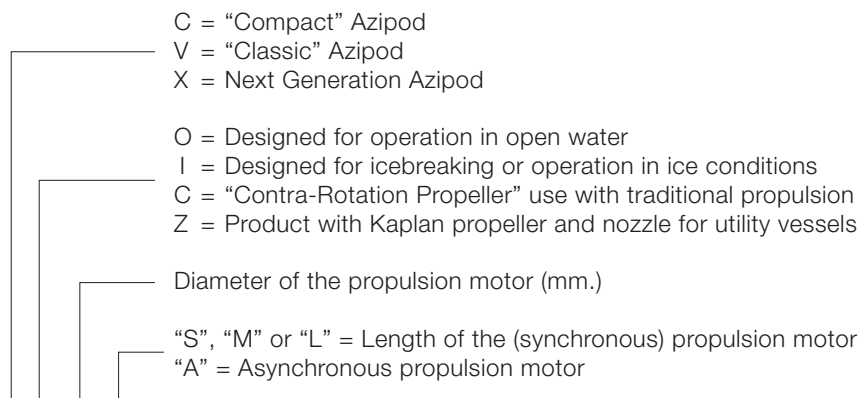 C = “Compact” Azipod
V = “Classic” Azipod
X = Next Generation Azipod
O = Designed for operation in open water
I = Designed for icebreaking or operation in ice conditions
C = “Contra-Rotation Propeller” use with traditional propulsion
Z = Product with Kaplan propeller and nozzle for utility vessels
Diameter of the propulsion motor (mm.)
“S”, “M” or “L” = Length of the (synchronous) propulsion motor
“A” = Asynchronous propulsion motor